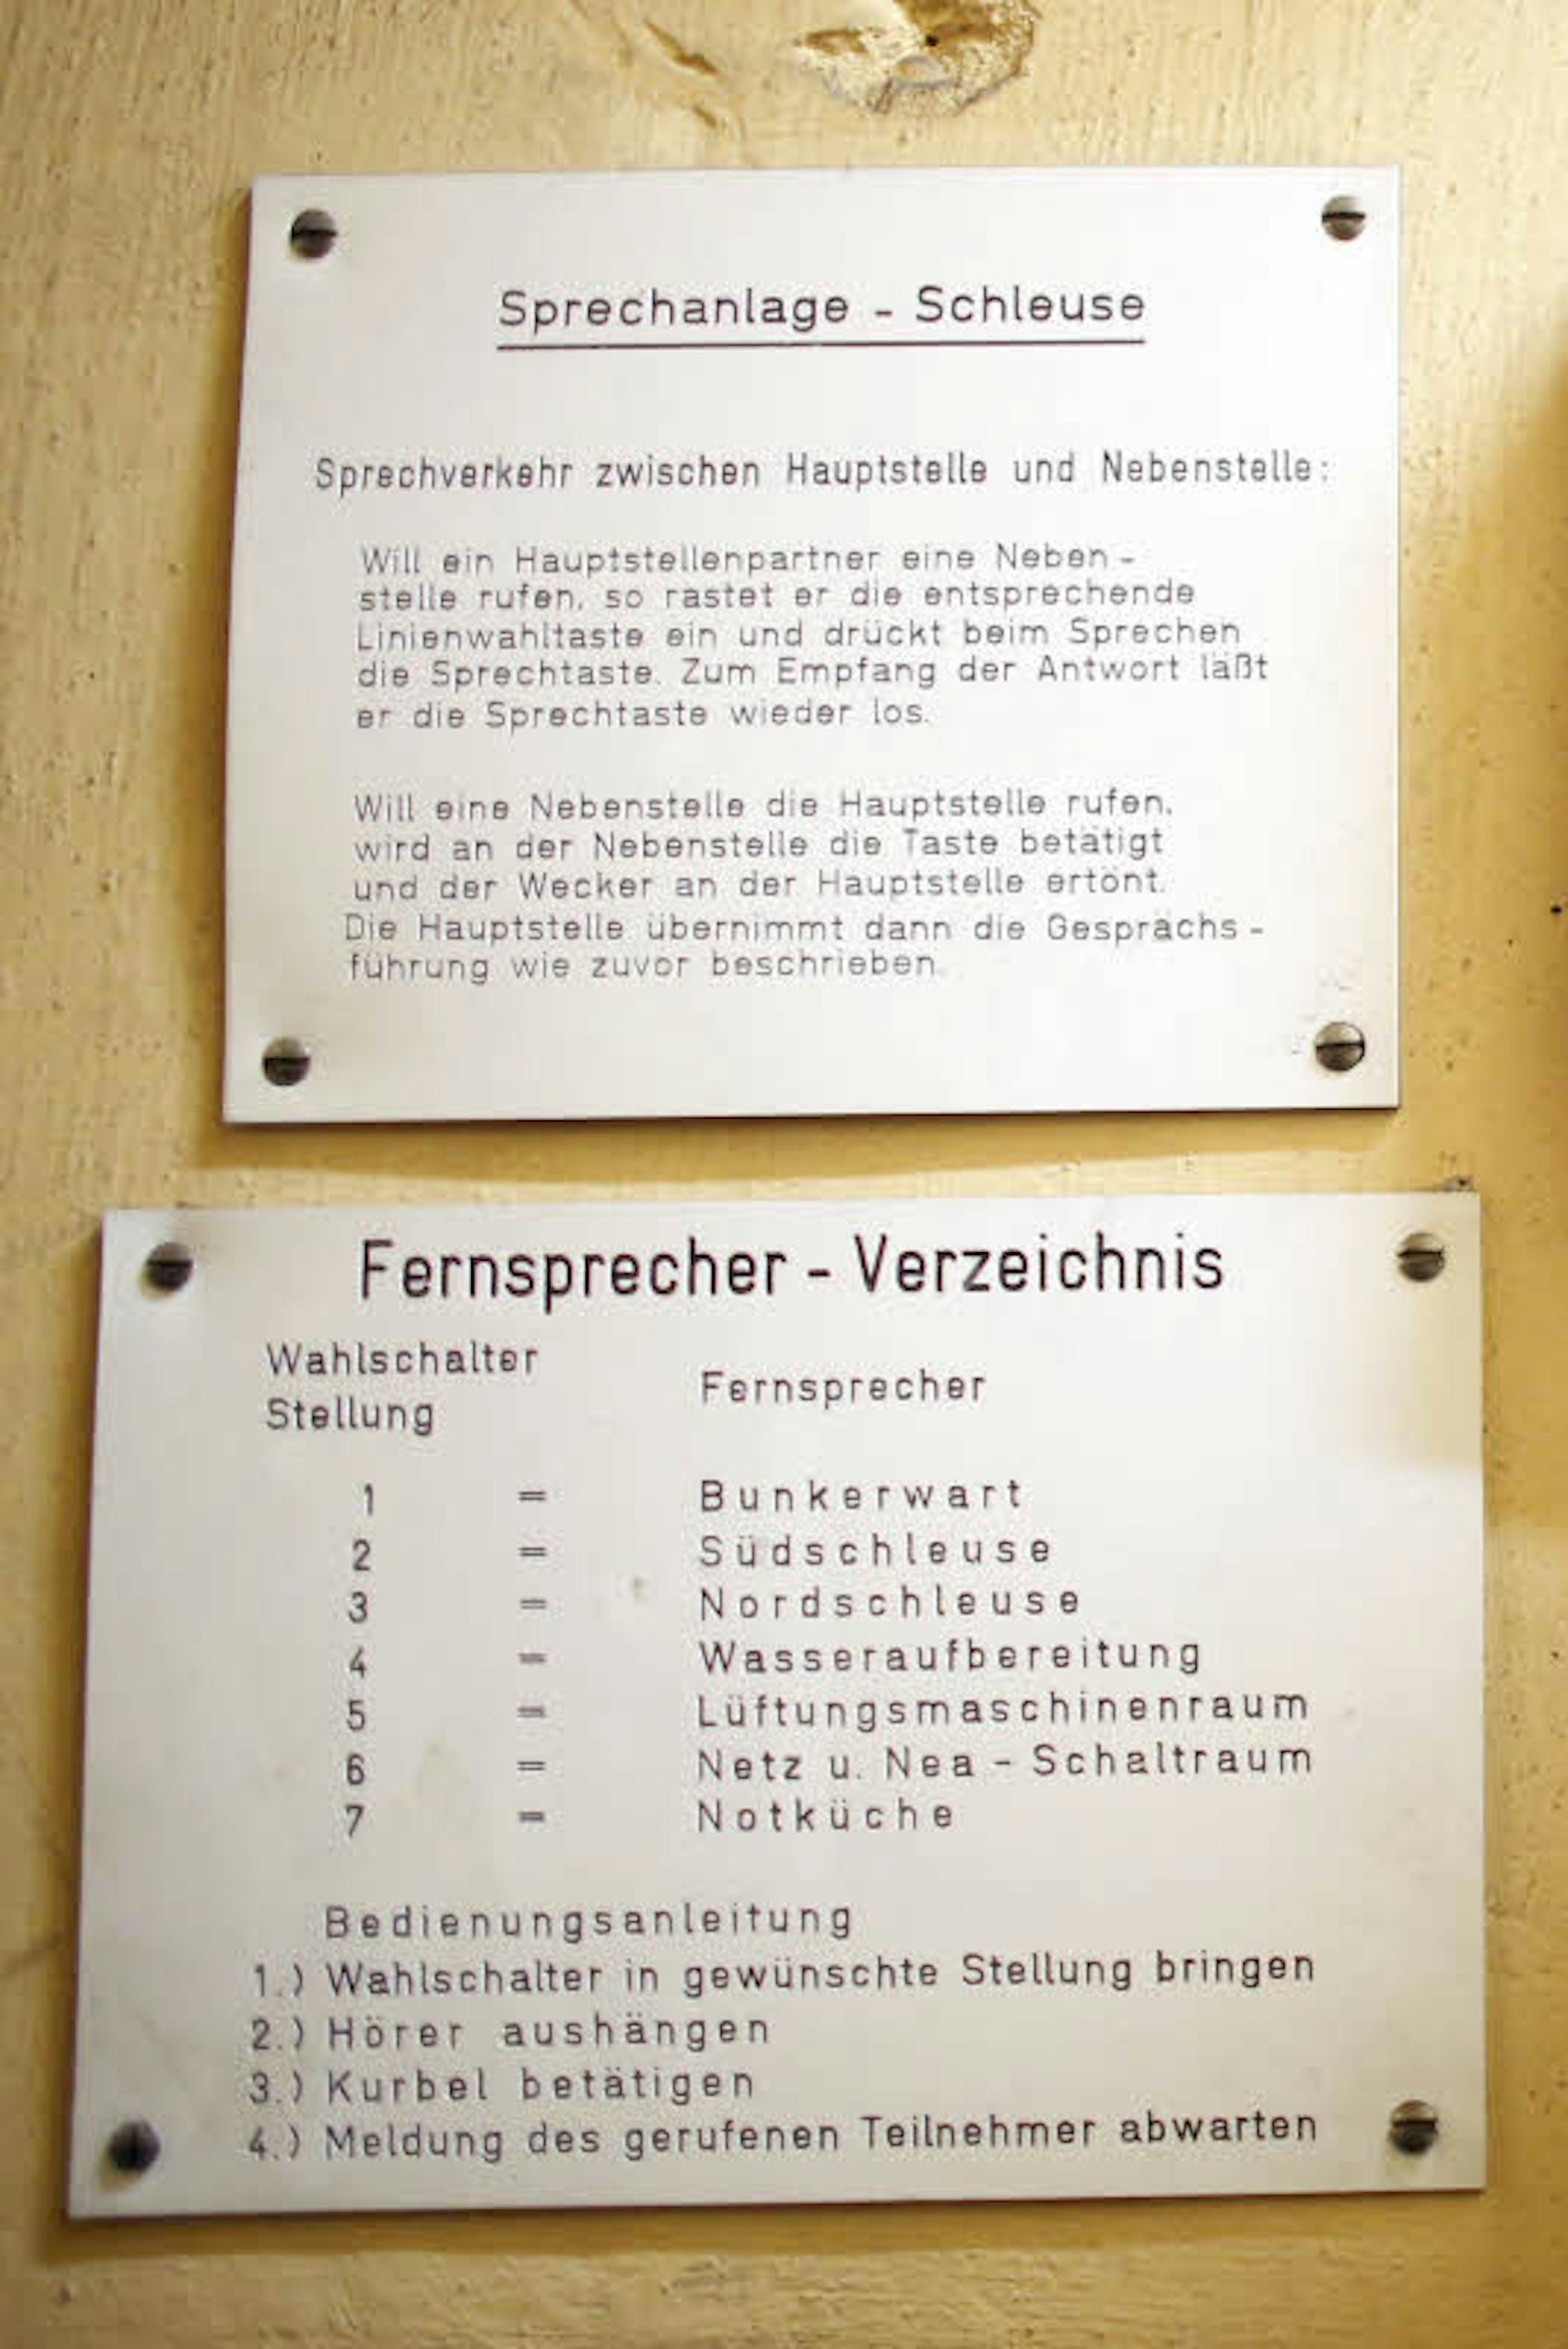 Sprechanlage - Schleuse
Sprechverkehr zwischen Hauptstelle und Nebenstelle:
Will ein Hauptstellenpartner eine Neben-
stelle rufen, so rastet er die entsprechende
Linienwahltaste ein und drückt beim Sprechen
die Sprechtaste. Zum Empfang der Antwort läßt
er die Sprechtaste wieder los.
Will eine Nebenstelle die Hauptstelle rufen,
wird an der Nebenstelle die Taste betätigt
und der Wecker an der Hauptstelle ertönt.
Die Hauptstelle übernimmt dann die Gesprächs-
führung wie zuvor beschrieben.
Fernsprecher - Verzeichnis
Wahlschalter
Stellung
Fernsprecher
1 = Bunkerwart
2 = Südschleuse
3 = Nordschleuse
4 = Wasseraufbereitung
5 = Lüftungsmaschinenraum
6 = Netz u. Nea - Schaltraum
7 = Notküche
Bedienungsanleitung
1.) Wahlschalter in gewünschte Stellung bringen
2.) Hörer aushängen
3.) Kurbel betätigen
4.) Meldung des gerufenen Teilnehmer abwarten